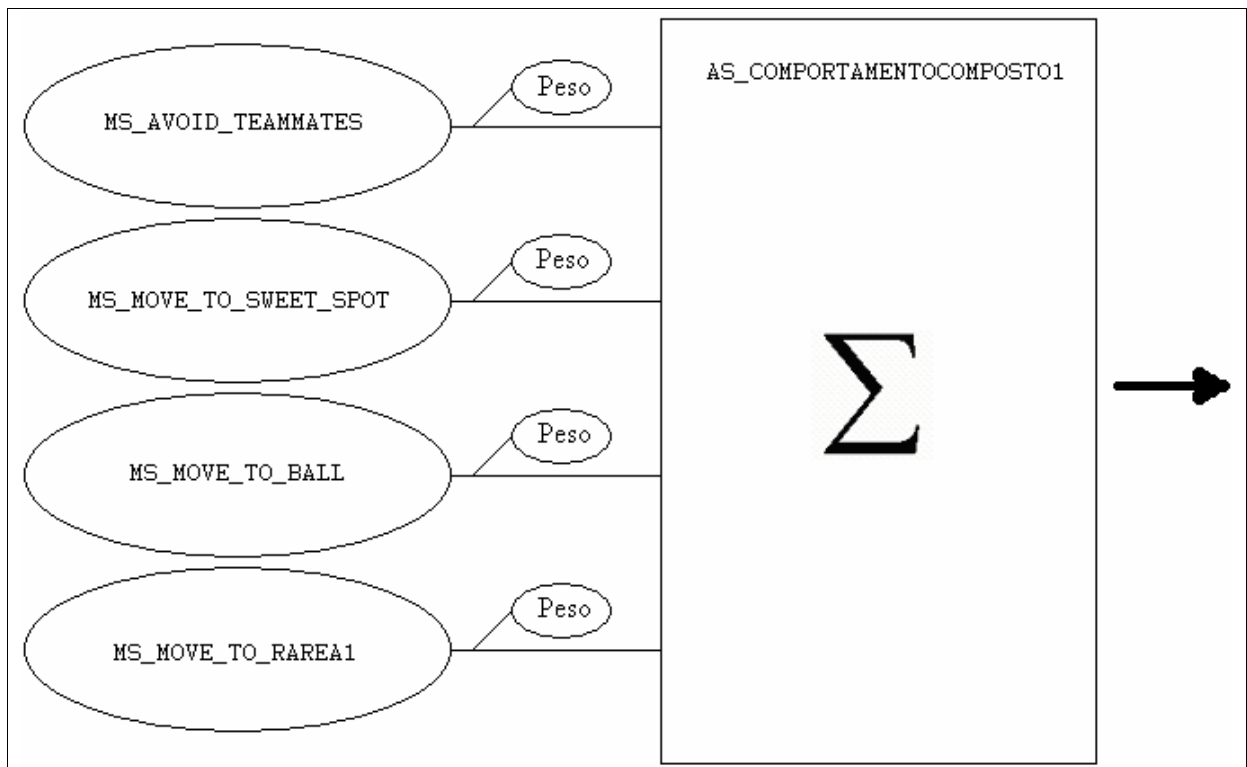 MS_AVOID_TEAMMATES
Peso
AS_COMPORTAMENTOCOMPOSTO1
MS_MOVE_TO_SWEET_SPOT
Peso
Σ
MS_MOVE_TO_BALL
Peso
MS_MOVE_TO_RAREA1
Peso